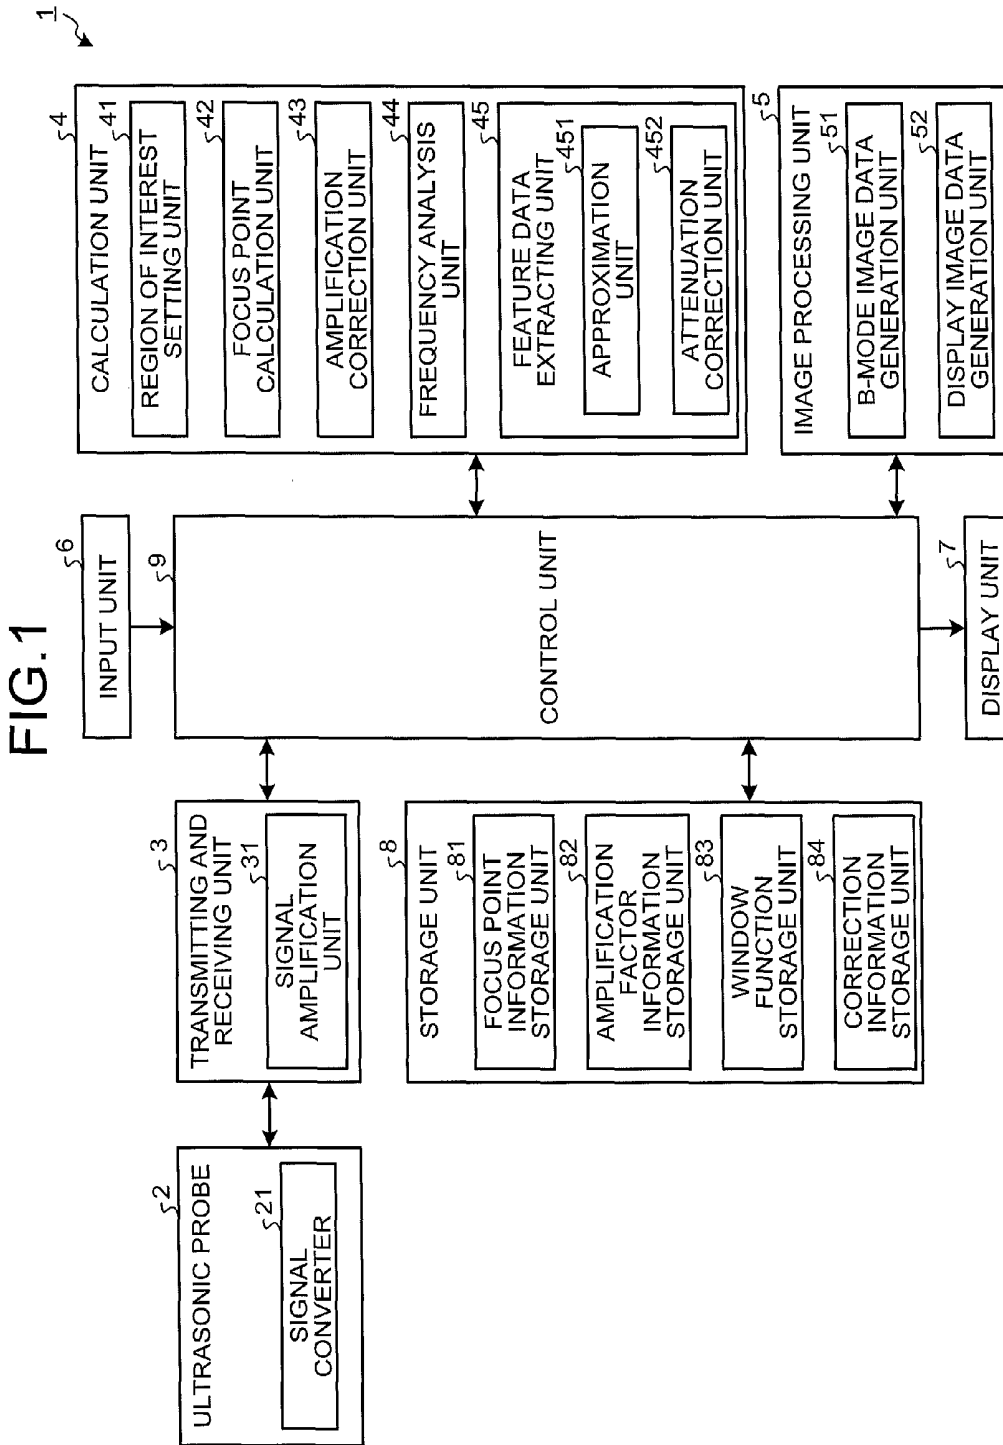 FIG.1
1
ULTRASONIC PROBE
2
SIGNAL
CONVERTER
21
TRANSMITTING AND
RECEIVING UNIT
3
SIGNAL
AMPLIFICATION
UNIT
31
STORAGE UNIT
8
FOCUS POINT
INFORMATION
STORAGE UNIT
81
AMPLIFICATION
FACTOR
INFORMATION
STORAGE UNIT
82
WINDOW
FUNCTION
STORAGE UNIT
83
CORRECTION
INFORMATION
STORAGE UNIT
84
INPUT UNIT
6
CONTROL UNIT
9
DISPLAY UNIT
7
CALCULATION UNIT
4
REGION OF INTEREST
SETTING UNIT
41
FOCUS POINT
CALCULATION UNIT
42
AMPLIFICATION
CORRECTION UNIT
43
FREQUENCY ANALYSIS
UNIT
44
FEATURE DATA
EXTRACTING UNIT
45
APPROXIMATION
UNIT
451
ATTENUATION
CORRECTION UNIT
452
IMAGE PROCESSING UNIT
5
B-MODE IMAGE DATA
GENERATION UNIT
51
DISPLAY IMAGE DATA
GENERATION UNIT
52